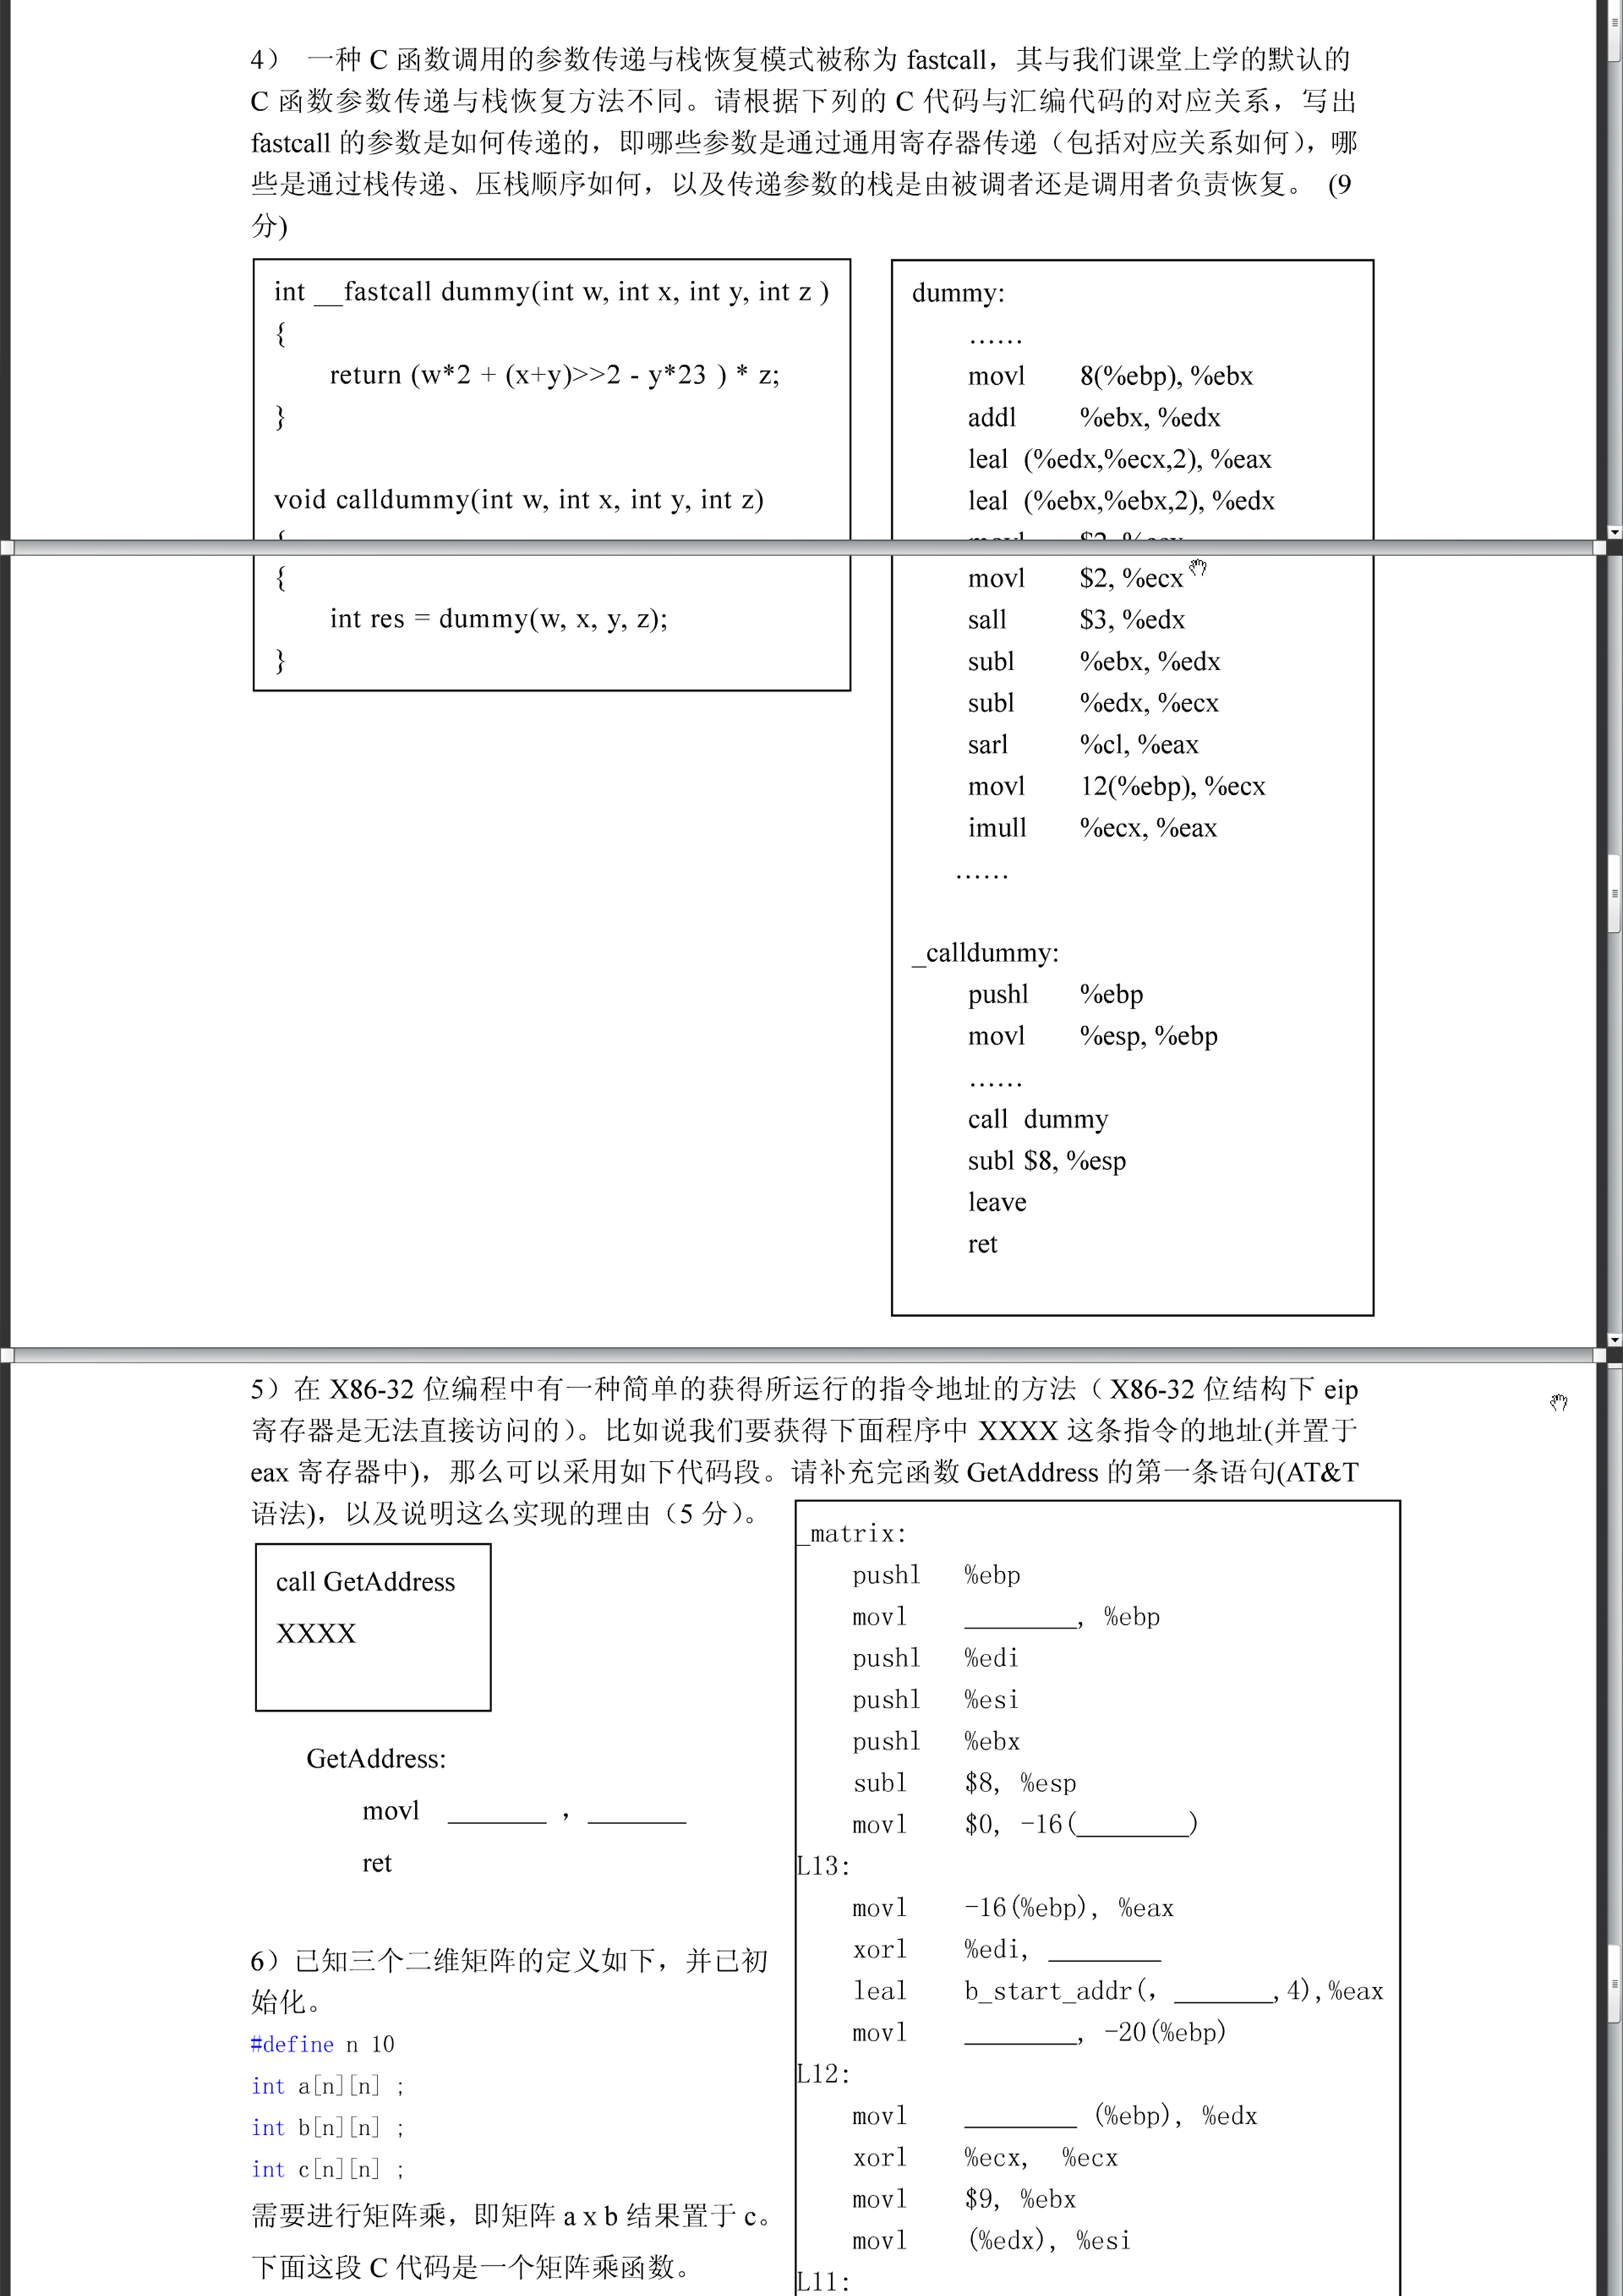 4） 一种 C 函数调用的参数传递与栈恢复模式被称为 fastcall，其与我们课堂上学的默认的
C 函数参数传递与栈恢复方法不同。请根据下列的 C 代码与汇编代码的对应关系，写出
fastcall 的参数是如何传递的，即哪些参数是通过通用寄存器传递（包括对应关系如何），哪
些是通过栈传递、压栈顺序如何，以及传递参数的栈是由被调者还是调用者负责恢复。 (9
分)
int __fastcall dummy(int w, int x, int y, int z )
{
return (w*2 + (x+y)>>2 - y*23 ) * z;
}
void calldummy(int w, int x, int y, int z)
{
{
int res = dummy(w, x, y, z);
}
dummy:
……
movl 8(%ebp), %ebx
addl %ebx, %edx
leal (%edx,%ecx,2), %eax
leal (%ebx,%ebx,2), %edx
movl $2, %ecx
movl $2, %ecx
sall $3, %edx
subl %ebx, %edx
subl %edx, %ecx
sarl %cl, %eax
movl 12(%ebp), %ecx
imull %ecx, %eax
……
_calldummy:
pushl %ebp
movl %esp, %ebp
……
call dummy
subl $8, %esp
leave
ret
5）在 X86-32 位编程中有一种简单的获得所运行的指令地址的方法（ X86-32 位结构下 eip
寄存器是无法直接访问的）。比如说我们要获得下面程序中 XXXX 这条指令的地址(并置于
eax 寄存器中)，那么可以采用如下代码段。请补充完函数 GetAddress 的第一条语句(AT&T
语法)，以及说明这么实现的理由（5 分）。
call GetAddress
XXXX
GetAddress:
movl _______ ， _______
ret
6）已知三个二维矩阵的定义如下，并已初
始化。
#define n 10
int a[n][n] ;
int b[n][n] ;
int c[n][n] ;
需要进行矩阵乘，即矩阵 a x b 结果置于 c。
下面这段 C 代码是一个矩阵乘函数。
_matrix:
pushl %ebp
movl ________, %ebp
pushl %edi
pushl %esi
pushl %ebx
subl $8, %esp
movl $0, -16(________)
L13:
movl -16(%ebp), %eax
xorl %edi, ________
leal b_start_addr(, _______,4),%eax
movl ________, -20(%ebp)
L12:
movl ________ (%ebp), %edx
xorl %ecx, %ecx
movl $9, %ebx
movl (%edx), %esi
L11: